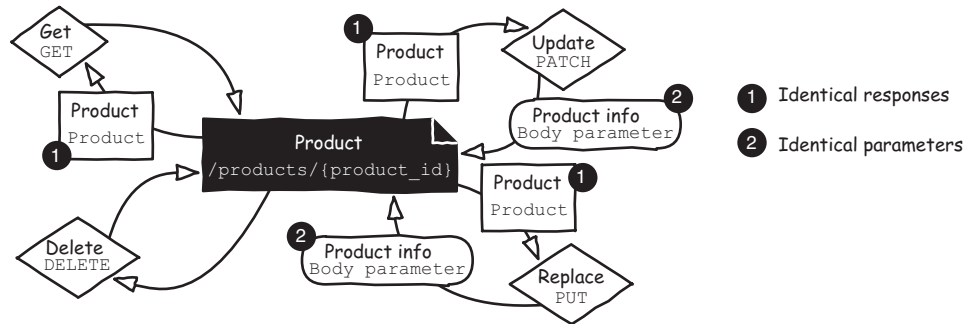 Get
GET
Product
Product
1
1
Product
Product
Update
PATCH
2
Product info
Body parameter
Product
/products/{product_id}
1
Product
Product
Delete
DELETE
2
Product info
Body parameter
Replace
PUT
1 Identical responses
2 Identical parameters